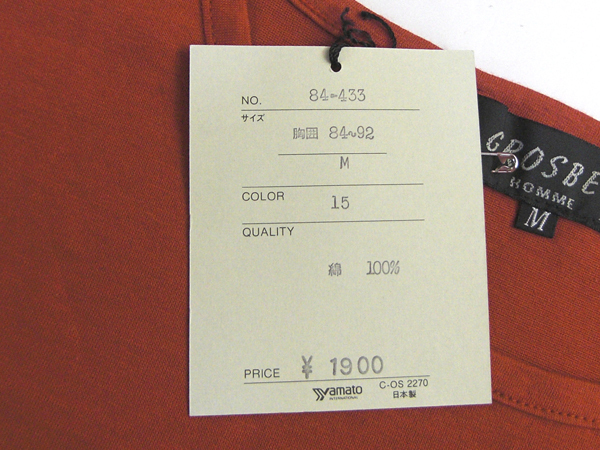 NO. 84-433
サイズ
胸囲 84~92
M
COLOR 15
QUALITY
綿 100%
PRICE ¥ 1900
Yamato
INTERNATIONAL
C-OS 2270
日本製
HOMME
M